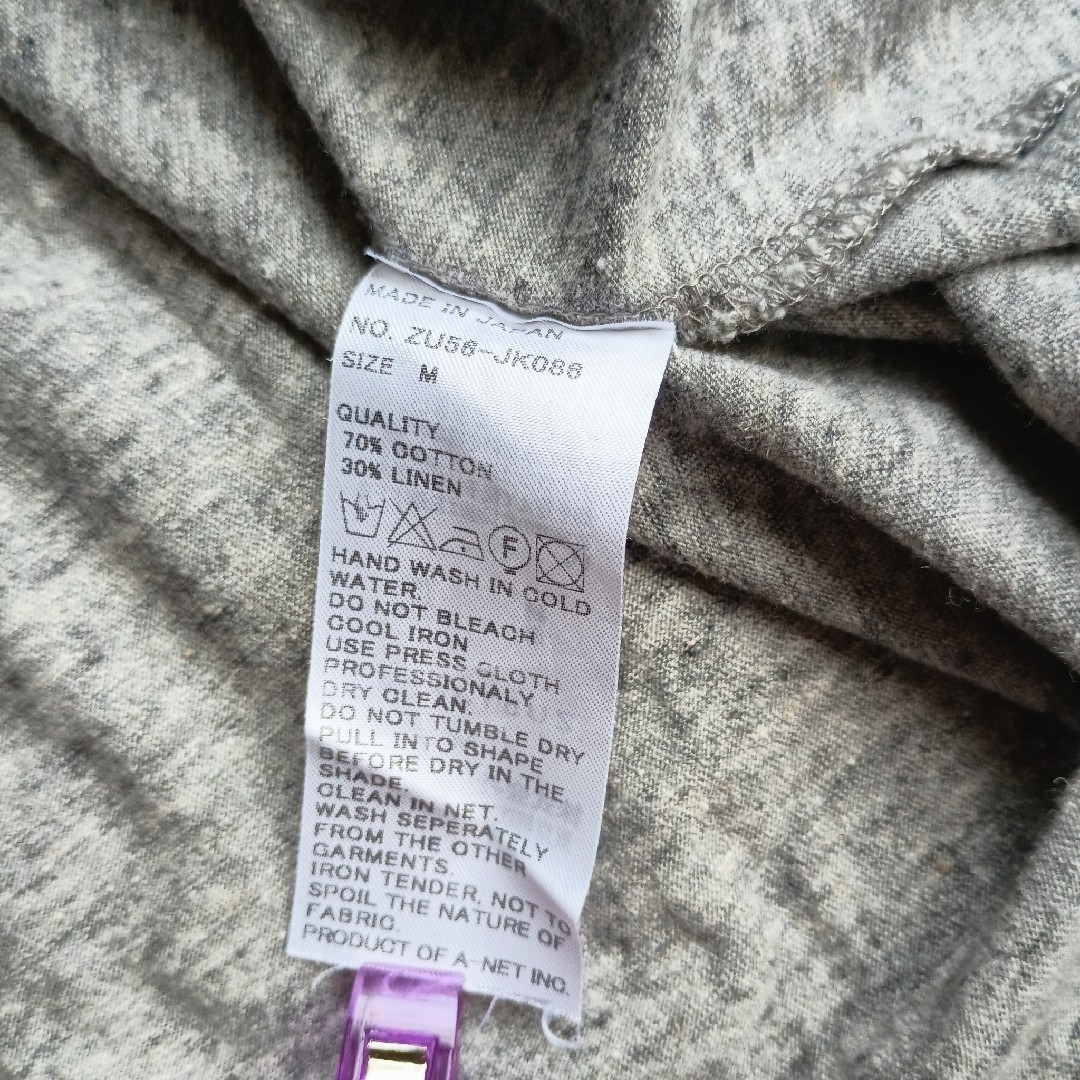 MADE IN JAPAN
NO. ZU56-JK086
SIZE M
QUALITY
70% COTTON
30% LINEN
F
HAND WASH IN COLD
WATER
DO NOT BLEACH
COOL IRON
USE PRESS CLOTH
PROFESSIONALY
DRY CLEAN.
DO NOT TUMBLE DRY
PULL INTO SHAPE
BEFORE DRY IN THE
SHADE.
CLEAN IN NET.
WASH SEPERATELY
FROM THE OTHER
GARMENTS.
IRON TENDER, NOT TO
SPOIL THE NATURE OF
FABRIC.
PRODUCT OF A-NET INC.